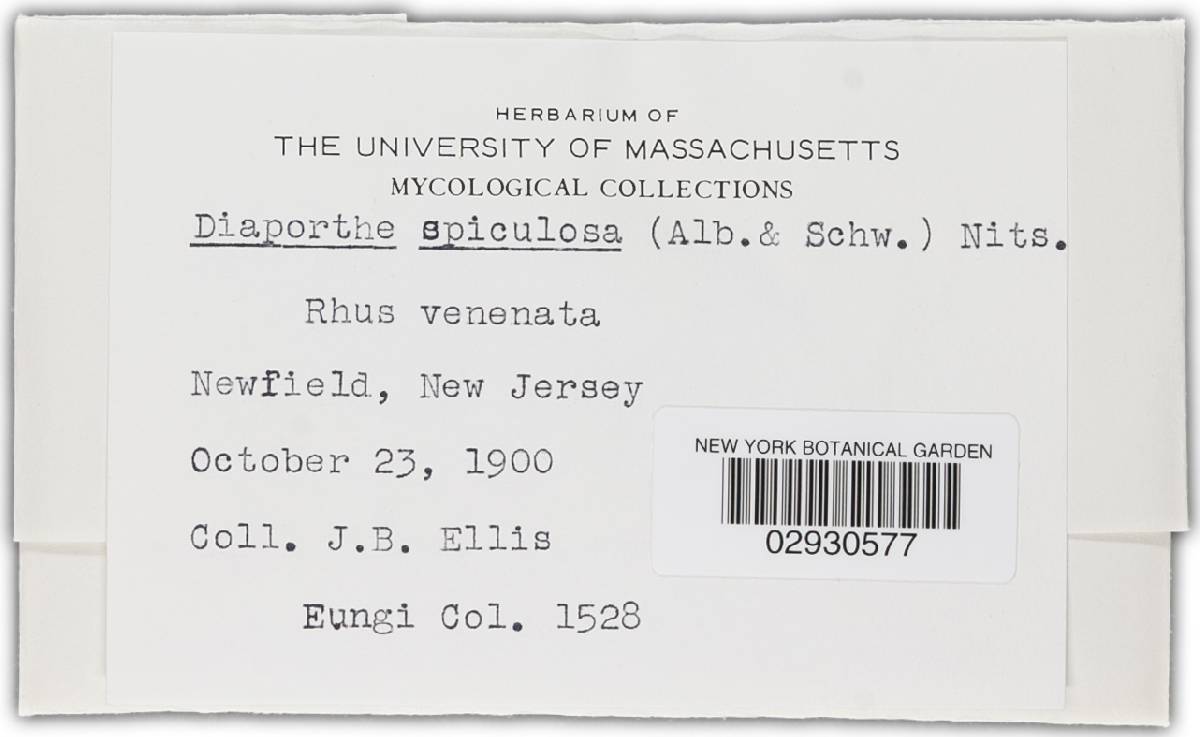 HERBARIUM OF
THE UNIVERSITY OF MASSACHUSETTS
MYCOLOGICAL COLLECTIONS
Diaporthe spiculosa (Alb.& Schw.) Nits.
Rhus venenata
Newfield, New Jersey
October 23, 1900
Coll. J.B. Ellis
Eungi Col. 1528
NEW YORK BOTANICAL GARDEN
02930577